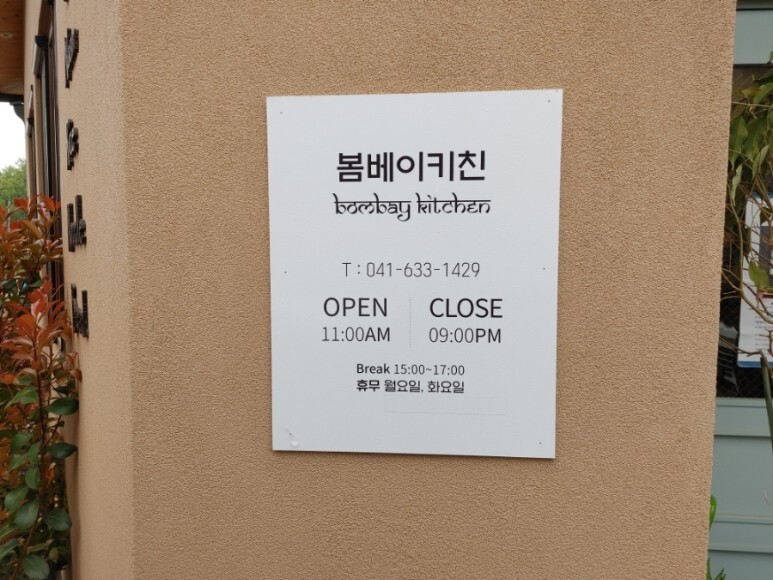 봄베이키친
bombay kitchen
T : 041-633-1429
OPEN CLOSE
11:00AM 09:00PM
Break 15:00~17:00
휴무 월요일, 화요일